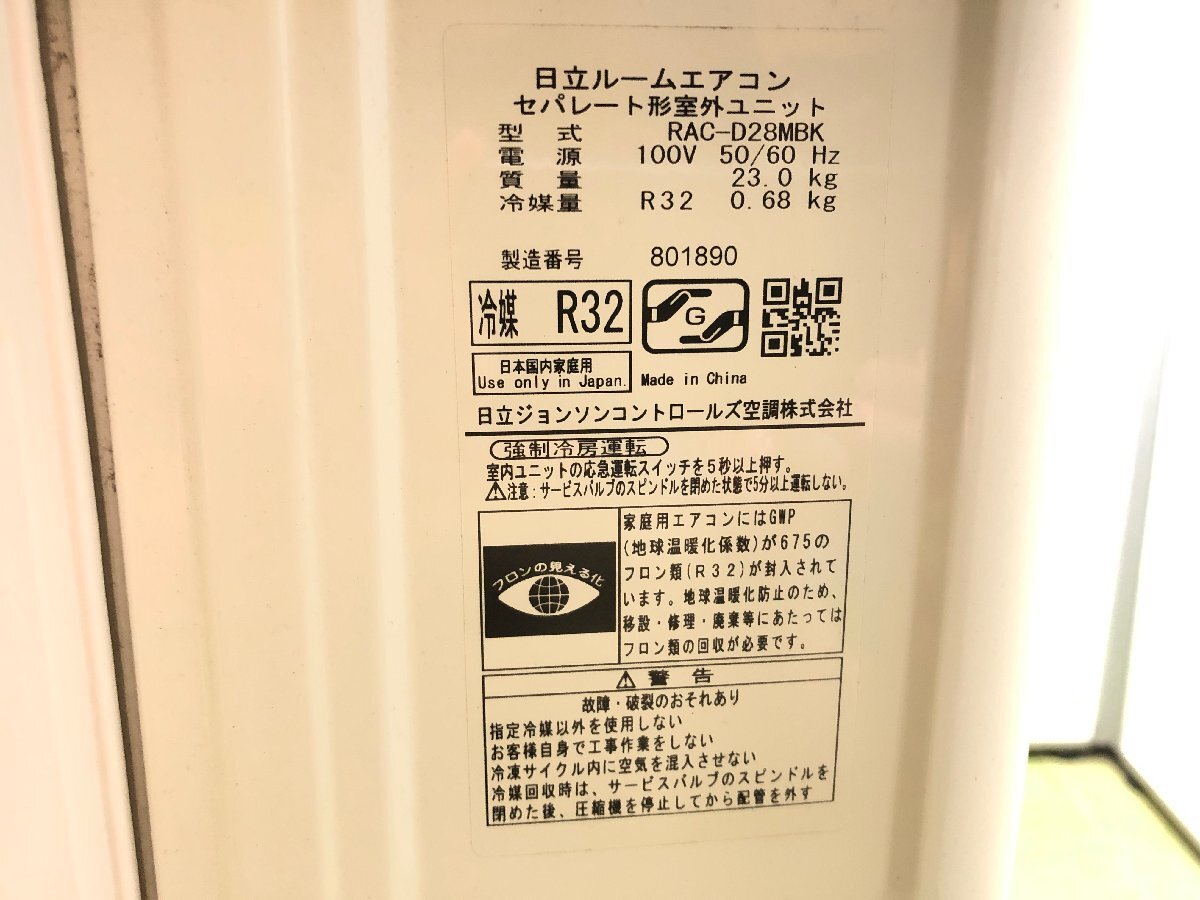 日立ルームエアコン
セパレート形室外ユニット
型式 RAC-D28MBK
電源 100V 50/60 Hz
質量 23.0 kg
冷媒量 R32 0.68 kg
製造番号 801890
冷媒 R32
G
日本国内家庭用
Use only in Japan.
Made in China
日立ジョンソンコントロールズ空調株式会社
強制冷房運転
室内ユニットの応急運転スイッチを5秒以上押す。
⚠注意:サービスバルブのスピンドルを閉めた状態で5分以上運転しない。
フロンの見える化
家庭用エアコンにはGWP
(地球温暖化係数)が675の
フロン類(R32)が封入されて
います。地球温暖化防止のため、
移設・修理・廃棄等にあたっては
フロン類の回収が必要です。
⚠警告
故障・破裂のおそれあり
指定冷媒以外を使用しない
お客様自身で工事作業をしない
冷凍サイクル内に空気を混入させない
冷媒回収時は、サービスバルブのスピンドルを
閉めた後、圧縮機を停止してから配管を外す